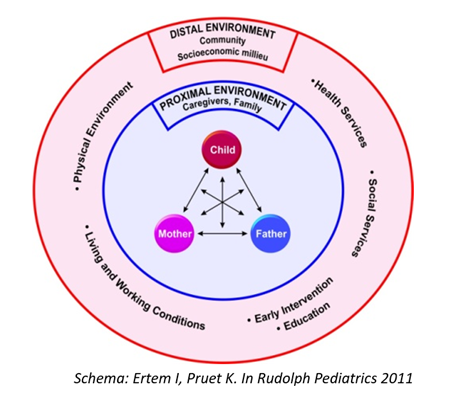 DISTAL ENVIRONMENT
Community
Socioeconomic millieu
PROXIMAL ENVIRONMENT
Caregivers, Family
• Physical Environment
• Health Services
Child
Mother
Father
• Social Services
• Living and Working Conditions
• Early Intervention
• Education
Schema: Ertem I, Pruet K. In Rudolph Pediatrics 2011